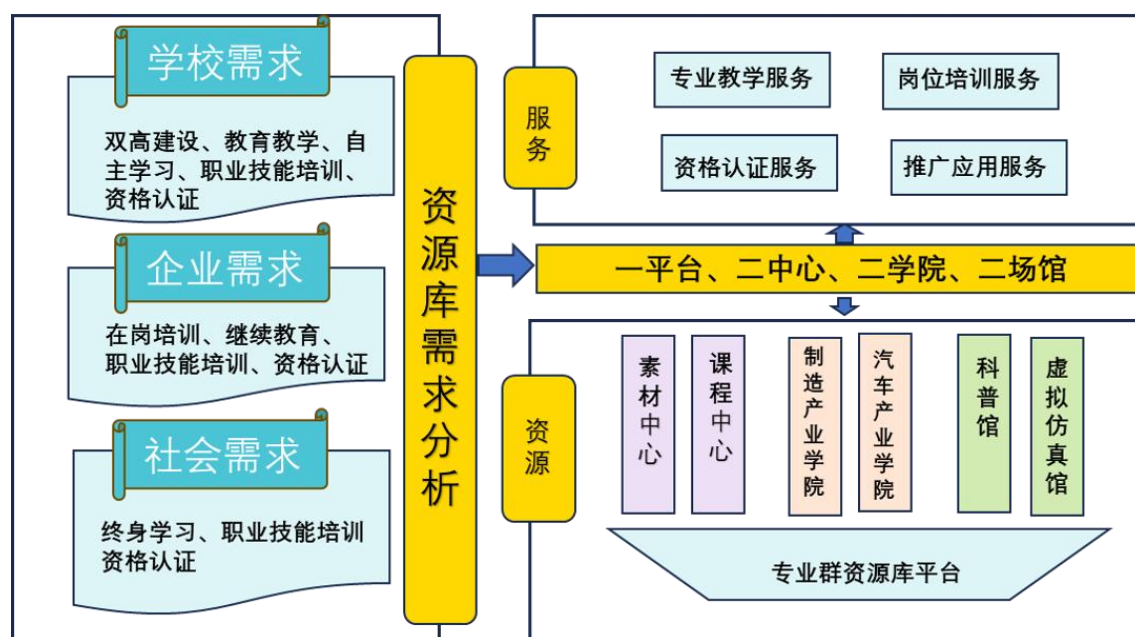 学校需求
双高建设、教育教学、自
主学习、职业技能培训、
资格认证
企业需求
在岗培训、继续教育、
职业技能培训、资格认证
社会需求
终身学习、职业技能培训
资格认证
资源库需求分析
服务
专业教学服务
岗位培训服务
资格认证服务
推广应用服务
一平台、二中心、二学院、二场馆
资源
素材中心
课程中心
制造产业学院
汽车产业学院
科普馆
虚拟仿真馆
专业群资源库平台